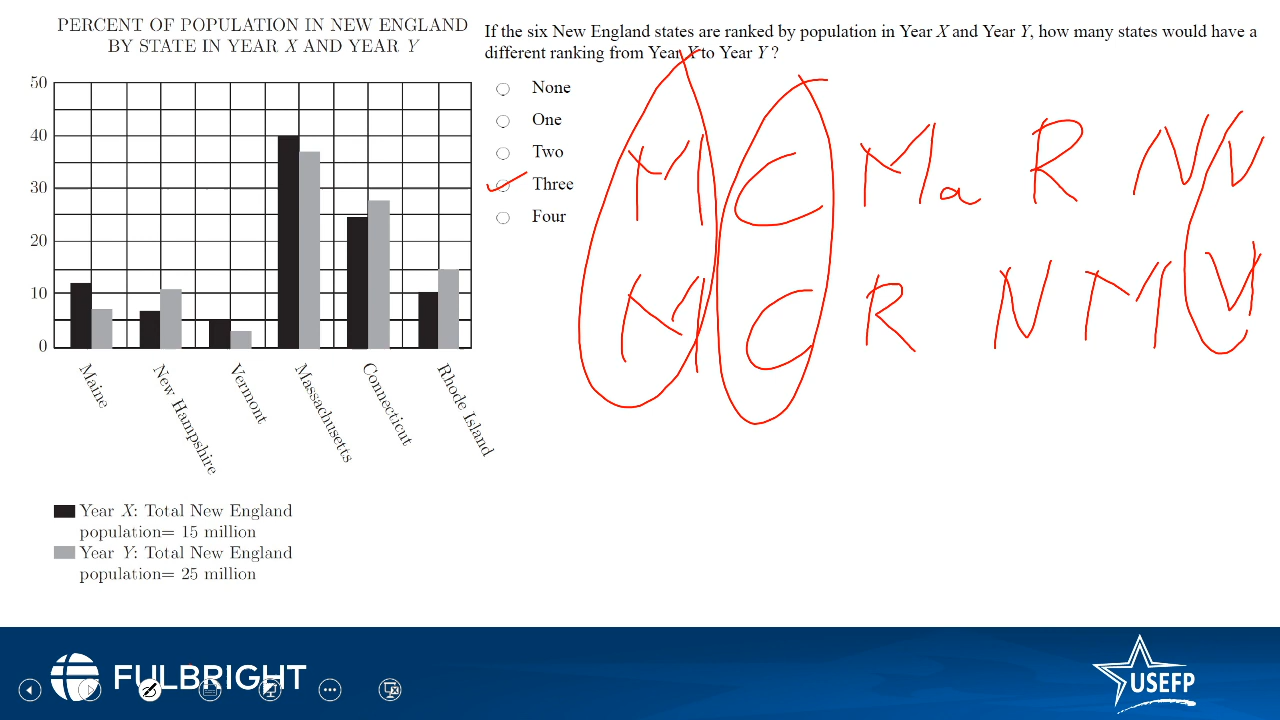 PERCENT OF POPULATION IN NEW ENGLAND
BY STATE IN YEAR X AND YEAR Y
50
40
30
20
10
0
Maine
New Hampshire
Vermont
Massachusetts
Connecticut
Rhode Island
Year X: Total New England
population= 15 million
Year Y: Total New England
population= 25 million
If the six New England states are ranked by population in Year X and Year Y, how many states would have a
different ranking from Year X to Year Y ?
None
One
Two
Three
Four
M C Ma R N V
M C R N M V
FULBRIGHT
USEFP